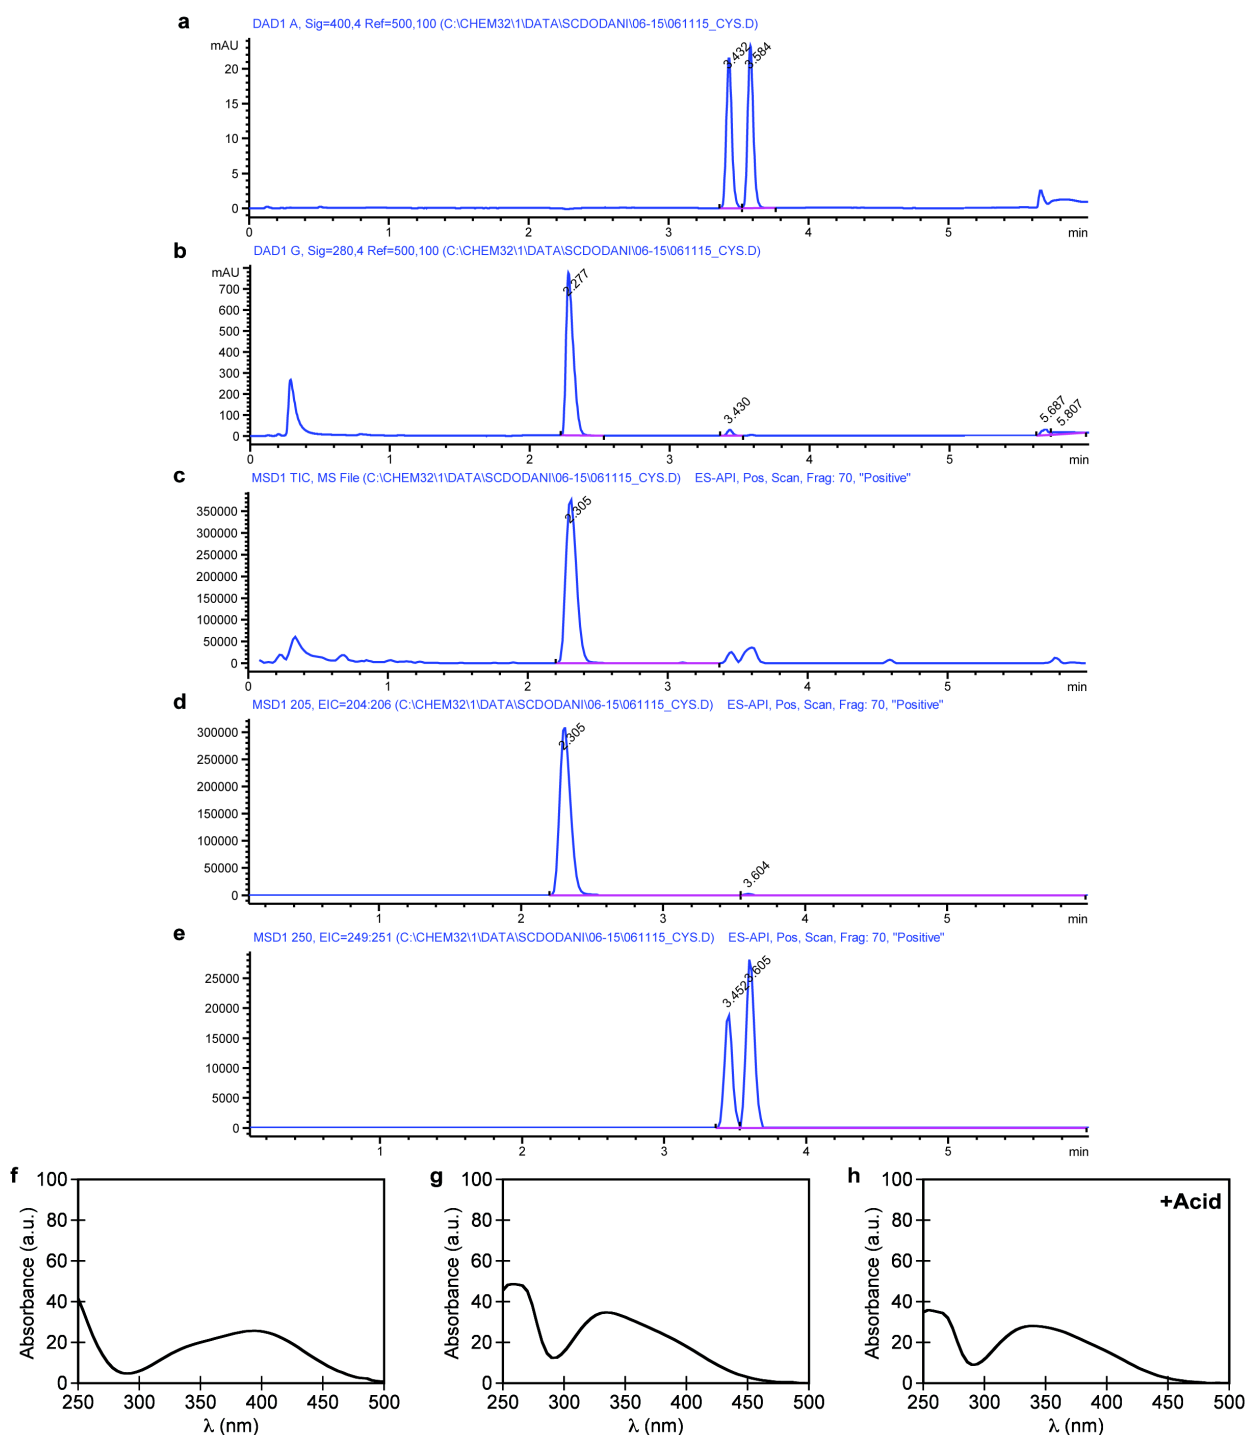 a
DAD1 A, Sig=400,4 Ref=500,100 (C:\CHEM32\1\DATA\SCDODANI\06-15\061115_CYS.D)
mAU
3.432
3.584
20
15
10
5
0
0 1 2 3 4 5 min
b
DAD1 G, Sig=280,4 Ref=500,100 (C:\CHEM32\1\DATA\SCDODANI\06-15\061115_CYS.D)
mAU
2.277
3.430
5.687
5.807
700
600
500
400
300
200
100
0
0 1 2 3 4 5 min
c
MSD1 TIC, MS File (C:\CHEM32\1\DATA\SCDODANI\06-15\061115_CYS.D) ES-API, Pos, Scan, Frag: 70, "Positive"
2.305
350000
300000
250000
200000
150000
100000
50000
0
0 1 2 3 4 5 min
d
MSD1 205, EIC=204:206 (C:\CHEM32\1\DATA\SCDODANI\06-15\061115_CYS.D) ES-API, Pos, Scan, Frag: 70, "Positive"
2.305
3.604
300000
250000
200000
150000
100000
50000
0
1 2 3 4 5 min
e
MSD1 250, EIC=249:251 (C:\CHEM32\1\DATA\SCDODANI\06-15\061115_CYS.D) ES-API, Pos, Scan, Frag: 70, "Positive"
3.452
3.605
25000
20000
15000
10000
5000
0
1 2 3 4 5 min
f
Absorbance (a.u.)
100
80
60
40
20
0
250 300 350 400 450 500
λ (nm)
g
Absorbance (a.u.)
100
80
60
40
20
0
250 300 350 400 450 500
λ (nm)
h
+Acid
Absorbance (a.u.)
100
80
60
40
20
0
250 300 350 400 450 500
λ (nm)